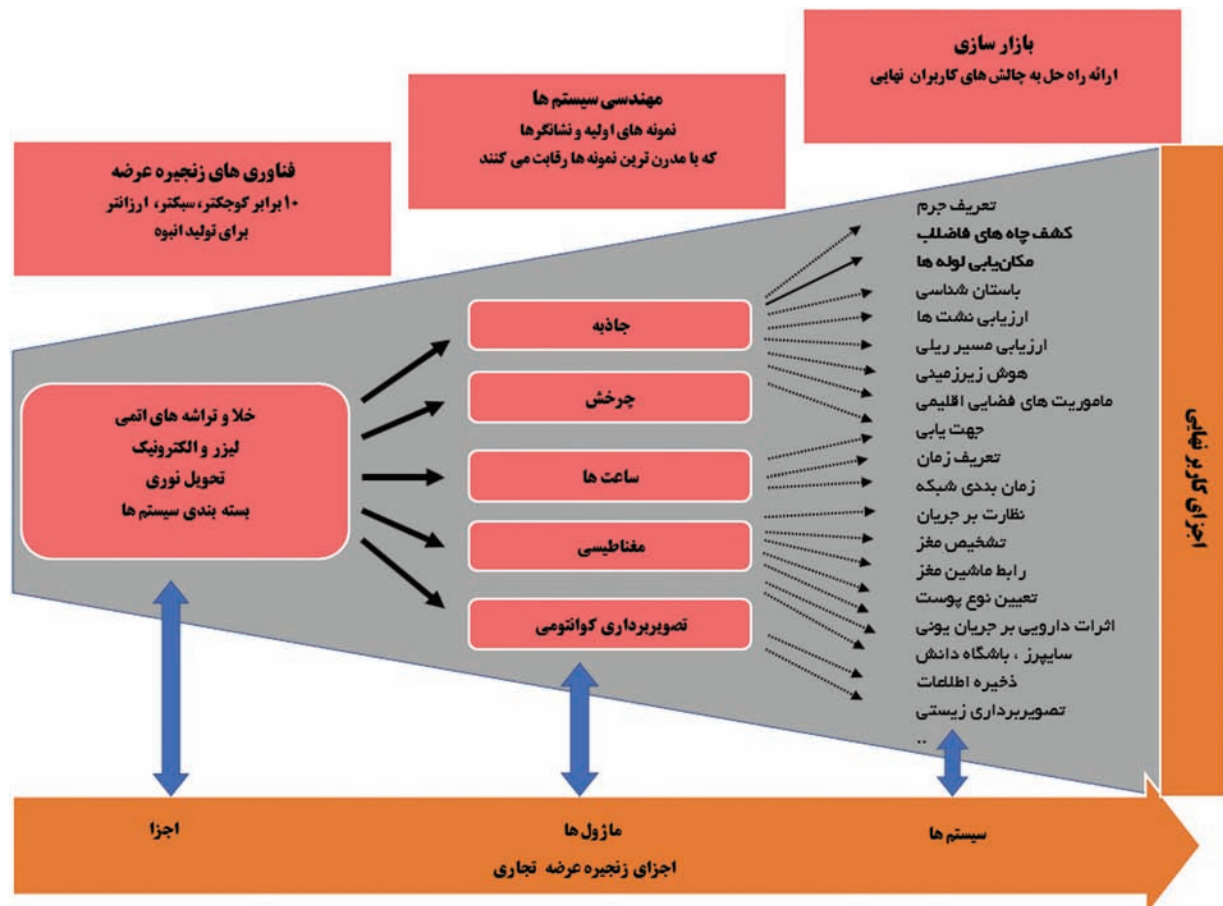 بازار سازی
ارائه راه حل به چالش های کاربران نهایی
مهندسی سیستم ها
نمونه های اولیه و نشانگرها
که با مدرن ترین نمونه ها رقابت می کنند
فناوری های زنجیره عرضه
۱۰ برابر کوچکتر، سبکتر، ارزانتر
برای تولید انبوه
خلا و تراشه های اتمی
لیزر و الکترونیک
تحویل نوری
بسته بندی سیستم ها
جاذبه
چرخش
ساعت ها
مغناطیسی
تصویربرداری کوانتومی
تعریف جرم
کشف چاه های فاضلاب
مکان‌یابی لوله ها
باستان شناسی
ارزیابی نشت ها
ارزیابی مسیر ریلی
هوش زیرزمینی
ماموریت های فضایی اقلیمی
جهت یابی
تعریف زمان
زمان بندی شبکه
نظارت بر جریان
تشخیص مغز
رابط ماشین مغز
تعیین نوع پوست
اثرات دارویی بر جریان یونی
سایپرز ، باشگاه دانش
ذخیره اطلاعات
تصویربرداری زیستی
..
اجزای کاربر نهایی
اجزا
ماژول ها
سیستم ها
اجزای زنجیره عرضه تجاری